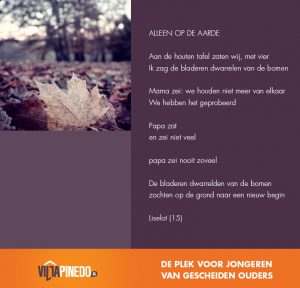 ALLEEN OP DE AARDE
Aan de houten tafel zaten wij, met vier
Ik zag de bladeren dwarrelen van de bomen
Mama zei: we houden niet meer van elkaar
We hebben het geprobeerd
Papa zat
en zei niet veel
papa zei nooit zoveel
De bladeren dwarrelden van de bomen
zochten op de grond naar een nieuw begin
Liselot (15)
VILLAPINEDO.NL
DE PLEK VOOR JONGEREN
VAN GESCHEIDEN OUDERS